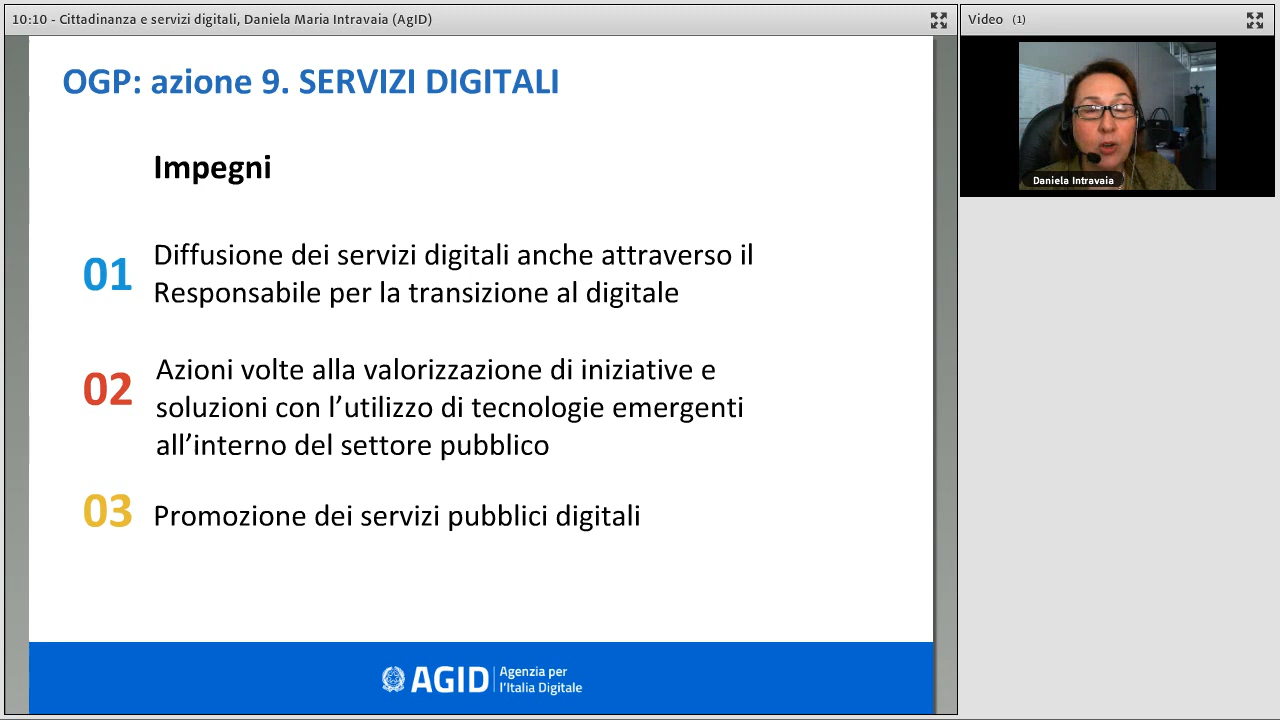 10:10 - Cittadinanza e servizi digitali, Daniela Maria Intravaia (AgID)
Video (1)
OGP: azione 9. SERVIZI DIGITALI
Impegni
01
Diffusione dei servizi digitali anche attraverso il
Responsabile per la transizione al digitale
02
Azioni volte alla valorizzazione di iniziative e
soluzioni con l’utilizzo di tecnologie emergenti
all’interno del settore pubblico
03
Promozione dei servizi pubblici digitali
AGID
Agenzia per
l’Italia Digitale
Daniela Intravaia